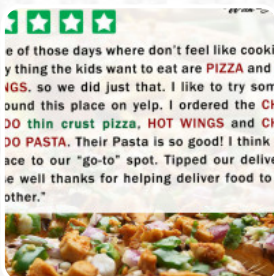 e of those days where don't feel like cooki
y thing the kids want to eat are PIZZA and
NGS. so we did just that. I like to try som
ound this place on yelp. I ordered the CH
DO thin crust pizza, HOT WINGS and CH
DO PASTA. Their Pasta is so good! I think
ace to our "go-to" spot. Tipped our delive
e well thanks for helping deliver food to
other."